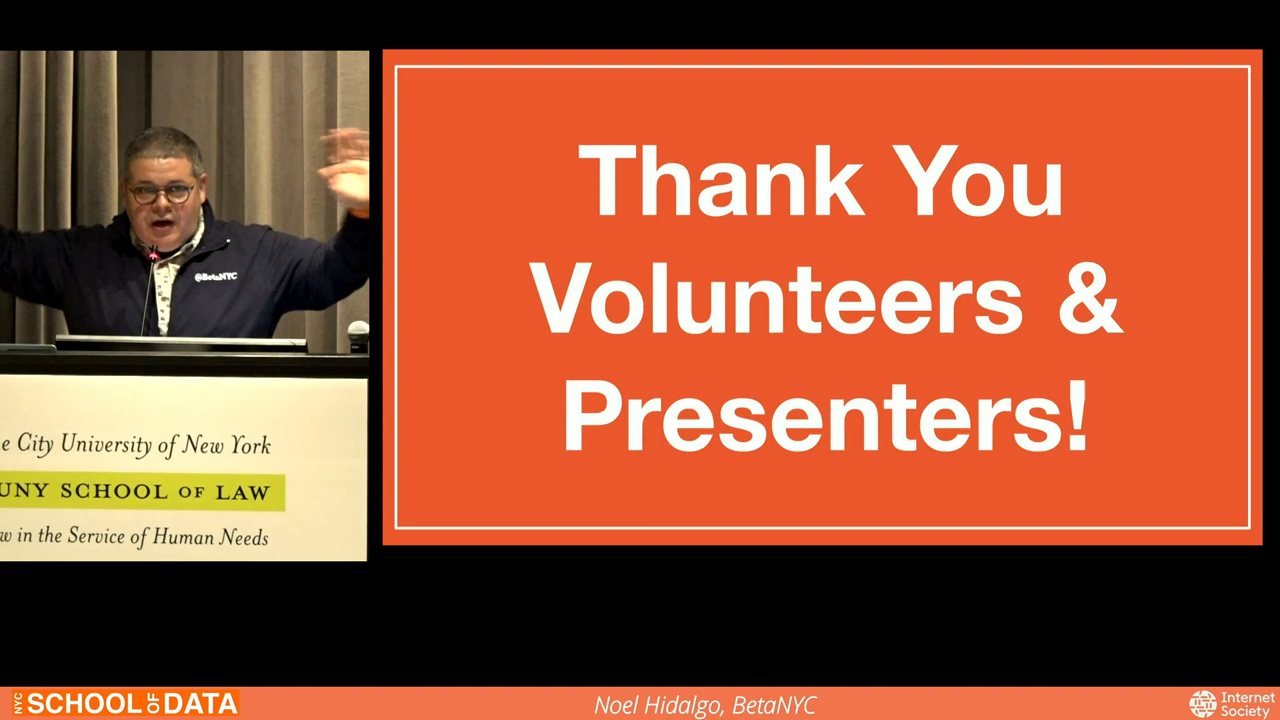 @BetaNYC
e City University of New York
UNY SCHOOL OF LAW
w in the Service of Human Needs
Thank You
Volunteers &
Presenters!
NYC SCHOOL OF DATA
Noel Hidalgo, BetaNYC
Internet
Society